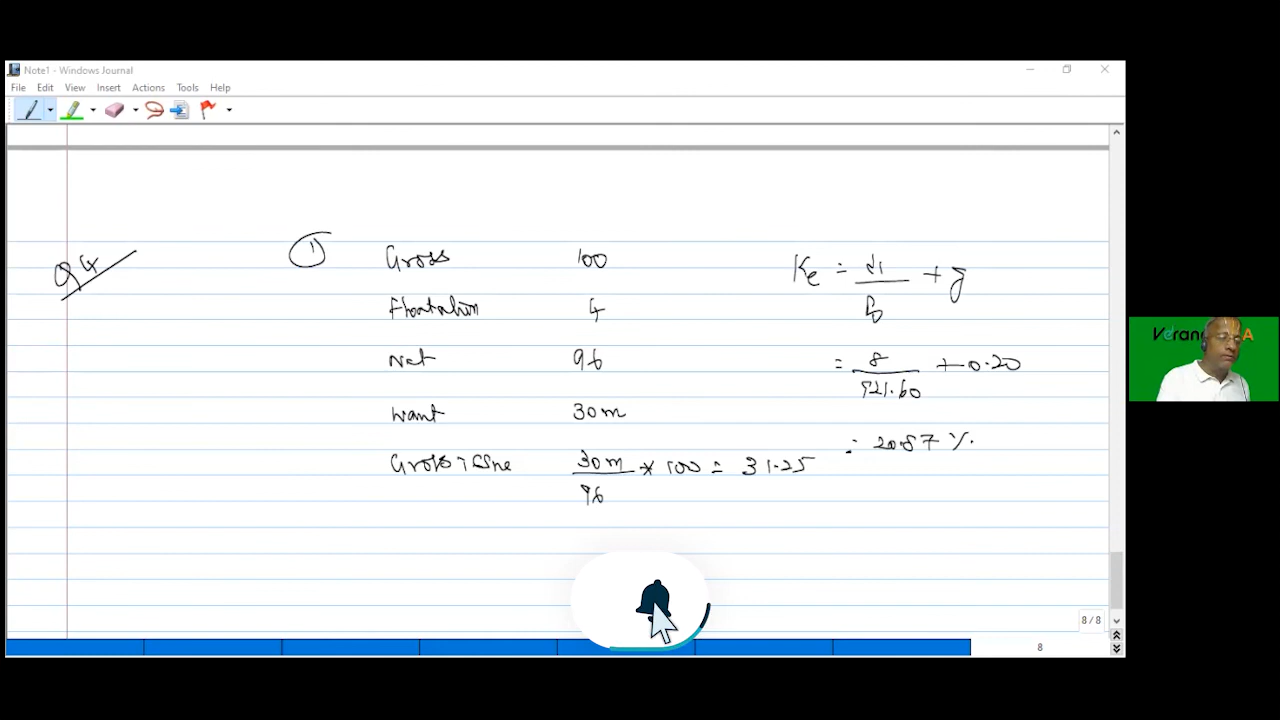 Note1 - Windows Journal
File Edit View Insert Actions Tools Help
Q4
① Gross 100
Floatation 4
Net 96
Want 30m
Gross issue 30m / 96 * 100 = 31.25
Ke = d1 / P0 + g
= 8 / 921.60 + 0.20
= 20.87 %
8 / 8
8
Veran A